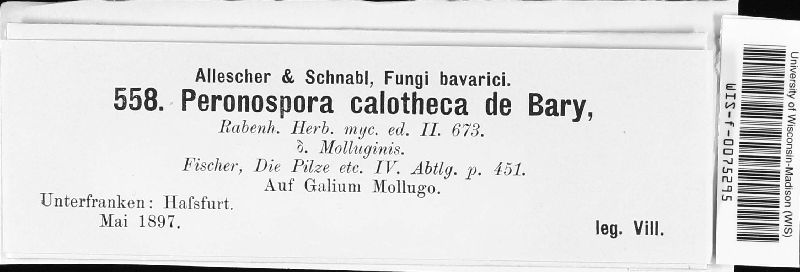 Allescher & Schnabl, Fungi bavarici.
558. Peronospora calotheca de Bary,
Rabenh. Herb. myc. ed. II. 673.
δ. Molluginis.
Fischer, Die Pilze etc. IV. Abtlg. p. 451.
Auf Galium Mollugo.
Unterfranken: Hafsfurt.
Mai 1897.
leg. Vill.
University of Wisconsin-Madison (WIS)
WIS-f-0075295